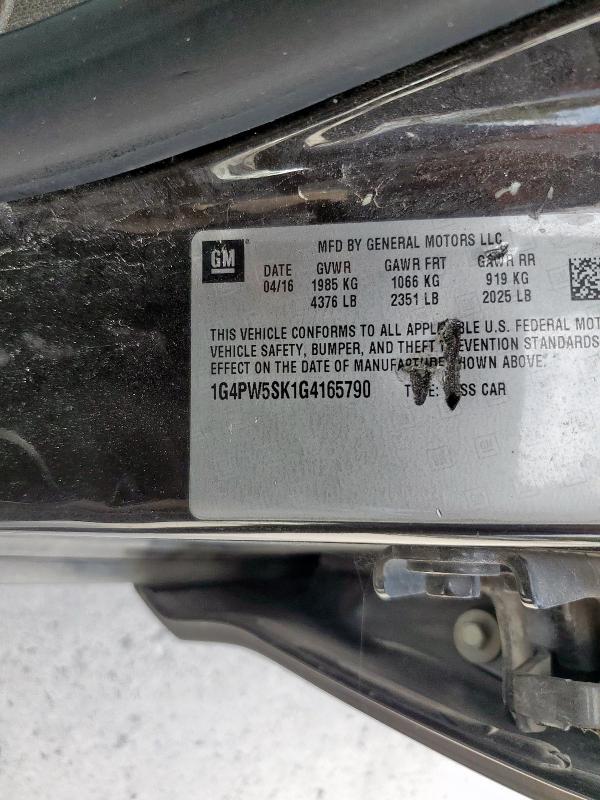 GM ® MFD BY GENERAL MOTORS LLC
DATE GVWR GAWR FRT GAWR RR
04/16 1985 KG 1066 KG 919 KG
4376 LB 2351 LB 2025 LB
THIS VEHICLE CONFORMS TO ALL U.S. FEDERAL MOT
VEHICLE SAFETY, BUMPER, AND THEFT STANDARDS
EFFECT ON THE DATE OF SHOWN ABOVE.
1G4PW5SK1G4165790 CAR